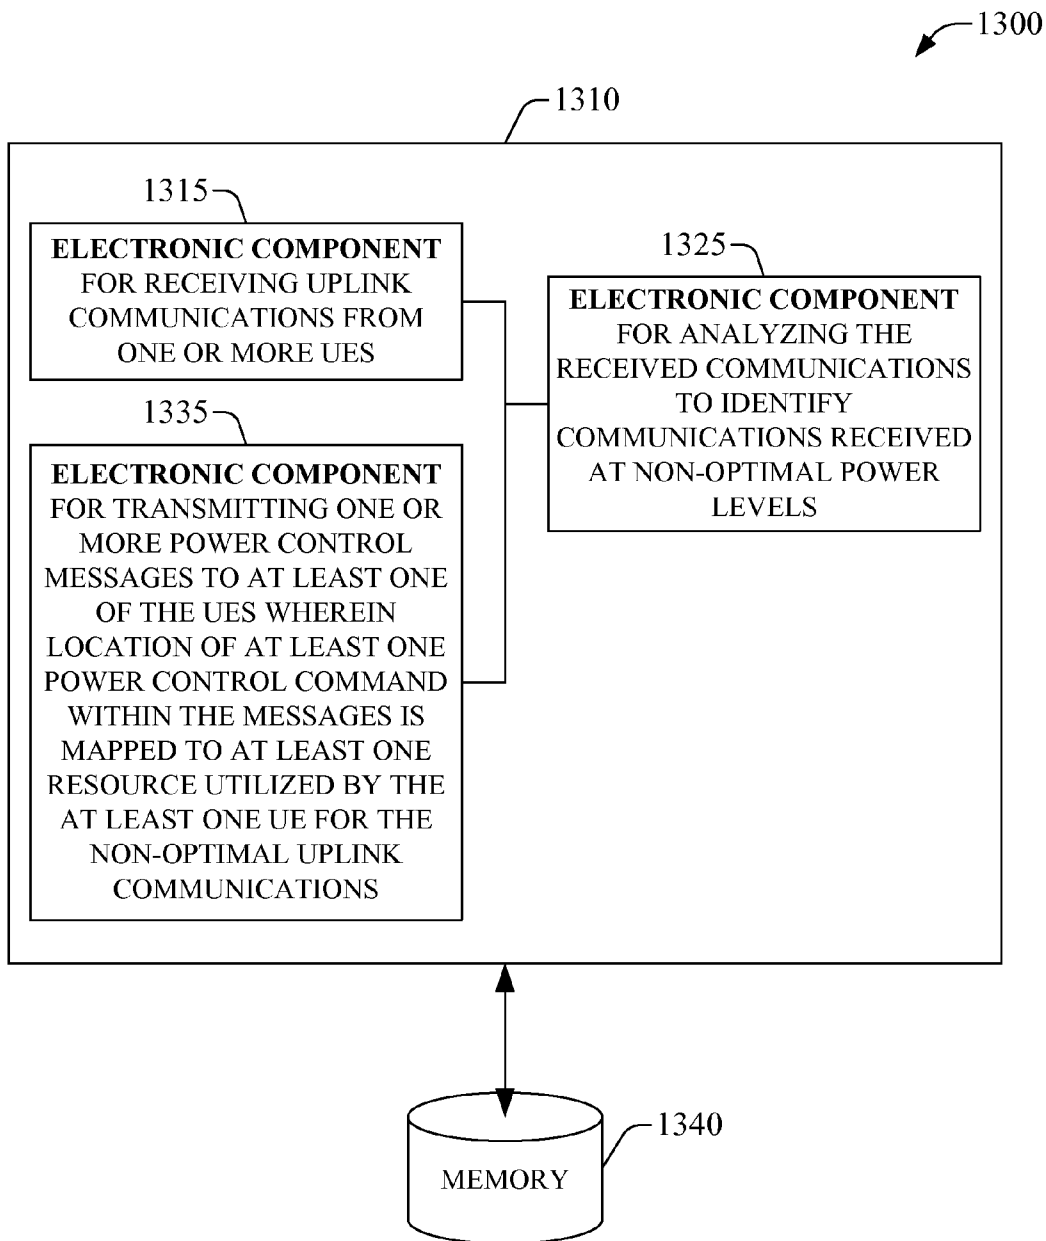 1300
1310
1315
ELECTRONIC COMPONENT
FOR RECEIVING UPLINK
COMMUNICATIONS FROM
ONE OR MORE UES
1325
ELECTRONIC COMPONENT
FOR ANALYZING THE
RECEIVED COMMUNICATIONS
TO IDENTIFY
COMMUNICATIONS RECEIVED
AT NON-OPTIMAL POWER
LEVELS
1335
ELECTRONIC COMPONENT
FOR TRANSMITTING ONE OR
MORE POWER CONTROL
MESSAGES TO AT LEAST ONE
OF THE UES WHEREIN
LOCATION OF AT LEAST ONE
POWER CONTROL COMMAND
WITHIN THE MESSAGES IS
MAPPED TO AT LEAST ONE
RESOURCE UTILIZED BY THE
AT LEAST ONE UE FOR THE
NON-OPTIMAL UPLINK
COMMUNICATIONS
1340
MEMORY